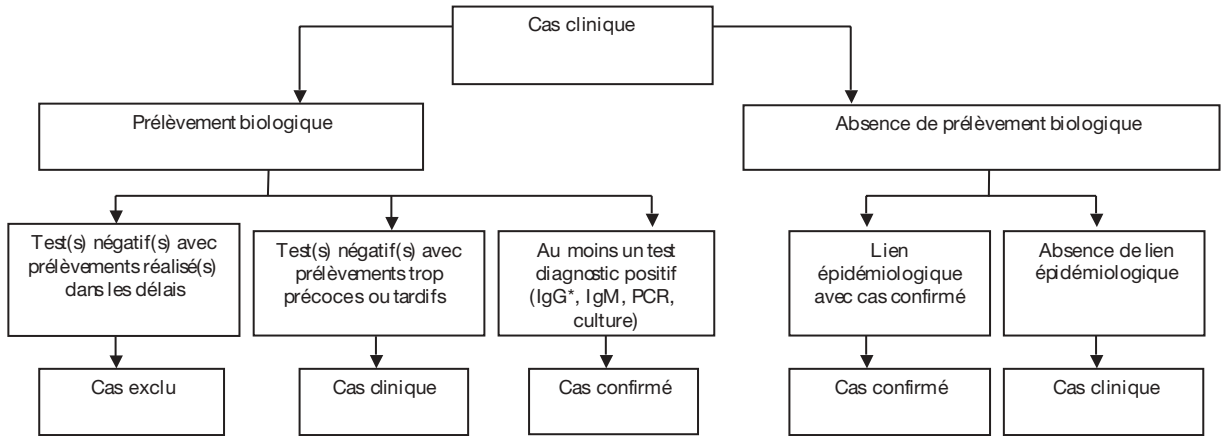 Cas clinique
Prélèvement biologique
Absence de prélèvement biologique
Test(s) négatif(s) avec
prélèvements réalisé(s)
dans les délais
Test(s) négatif(s) avec
prélèvements trop
précoces ou tardifs
Au moins un test
diagnostic positif
(IgG*, IgM, PCR,
culture)
Lien
épidémiologique
avec cas confirmé
Absence de lien
épidémiologique
Cas exclu
Cas clinique
Cas confirmé
Cas confirmé
Cas clinique